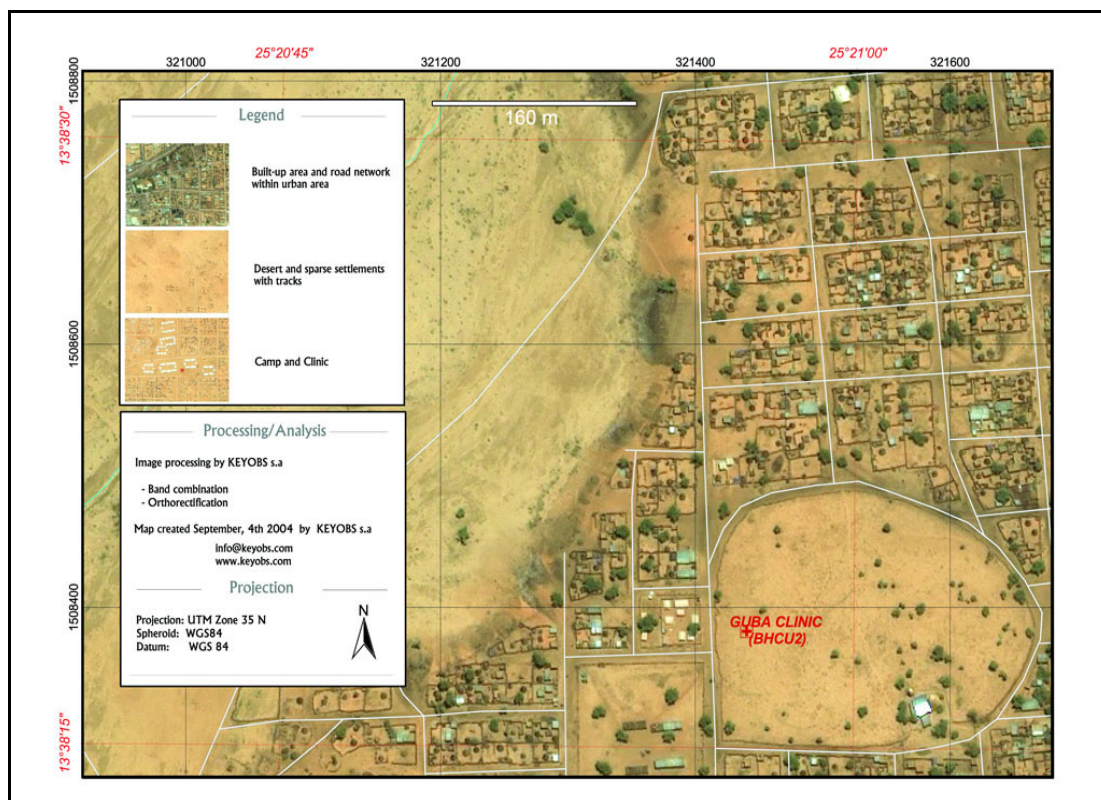 25°20'45"
25°21'00"
321000
321200
321400
321600
1508800
13°38'30"
1508600
1508400
13°38'15"
160 m
Legend
Built-up area and road network
within urban area
Desert and sparse settlements
with tracks
Camp and Clinic
Processing/Analysis
Image processing by KEYOBS s.a
- Band combination
- Orthorectification
Map created September, 4th 2004 by KEYOBS s.a
info@keyobs.com
www.keyobs.com
Projection
Projection: UTM Zone 35 N
Spheroid: WGS84
Datum: WGS 84
N
GUBA CLINIC
(BHCU2)